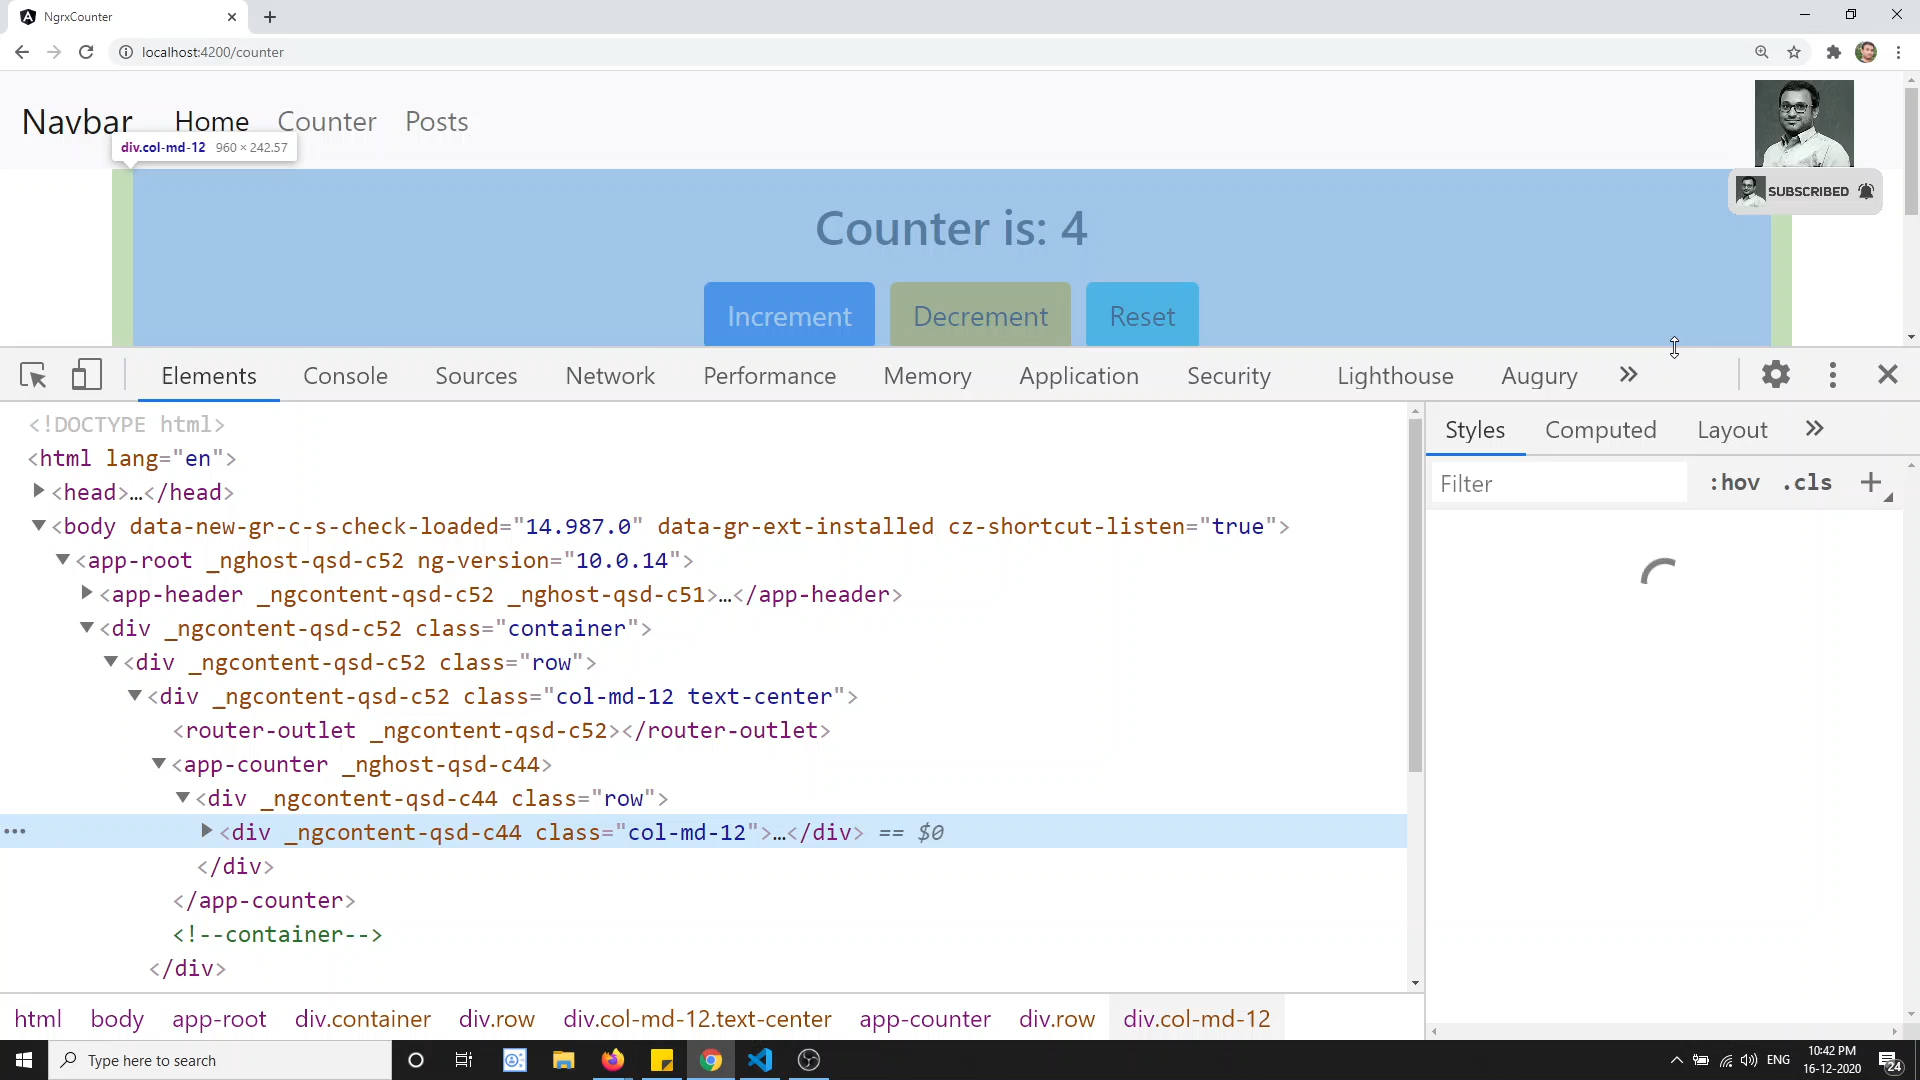 NgrxCounter
localhost:4200/counter
Navbar Home Counter Posts
div.col-md-12 960 × 242.57
SUBSCRIBED
Counter is: 4
Increment Decrement Reset
Elements Console Sources Network Performance Memory Application Security Lighthouse Augury
<!DOCTYPE html>
<html lang="en">
<head>…</head>
<body data-new-gr-c-s-check-loaded="14.987.0" data-gr-ext-installed cz-shortcut-listen="true">
<app-root _nghost-qsd-c52 ng-version="10.0.14">
<app-header _ngcontent-qsd-c52 _nghost-qsd-c51>…</app-header>
<div _ngcontent-qsd-c52 class="container">
<div _ngcontent-qsd-c52 class="row">
<div _ngcontent-qsd-c52 class="col-md-12 text-center">
<router-outlet _ngcontent-qsd-c52></router-outlet>
<app-counter _nghost-qsd-c44>
<div _ngcontent-qsd-c44 class="row">
<div _ngcontent-qsd-c44 class="col-md-12">…</div> == $0
</div>
</app-counter>
<!--container-->
</div>
Styles Computed Layout
Filter :hov .cls
html body app-root div.container div.row div.col-md-12.text-center app-counter div.row div.col-md-12
Type here to search
ENG
10:42 PM
16-12-2020
24